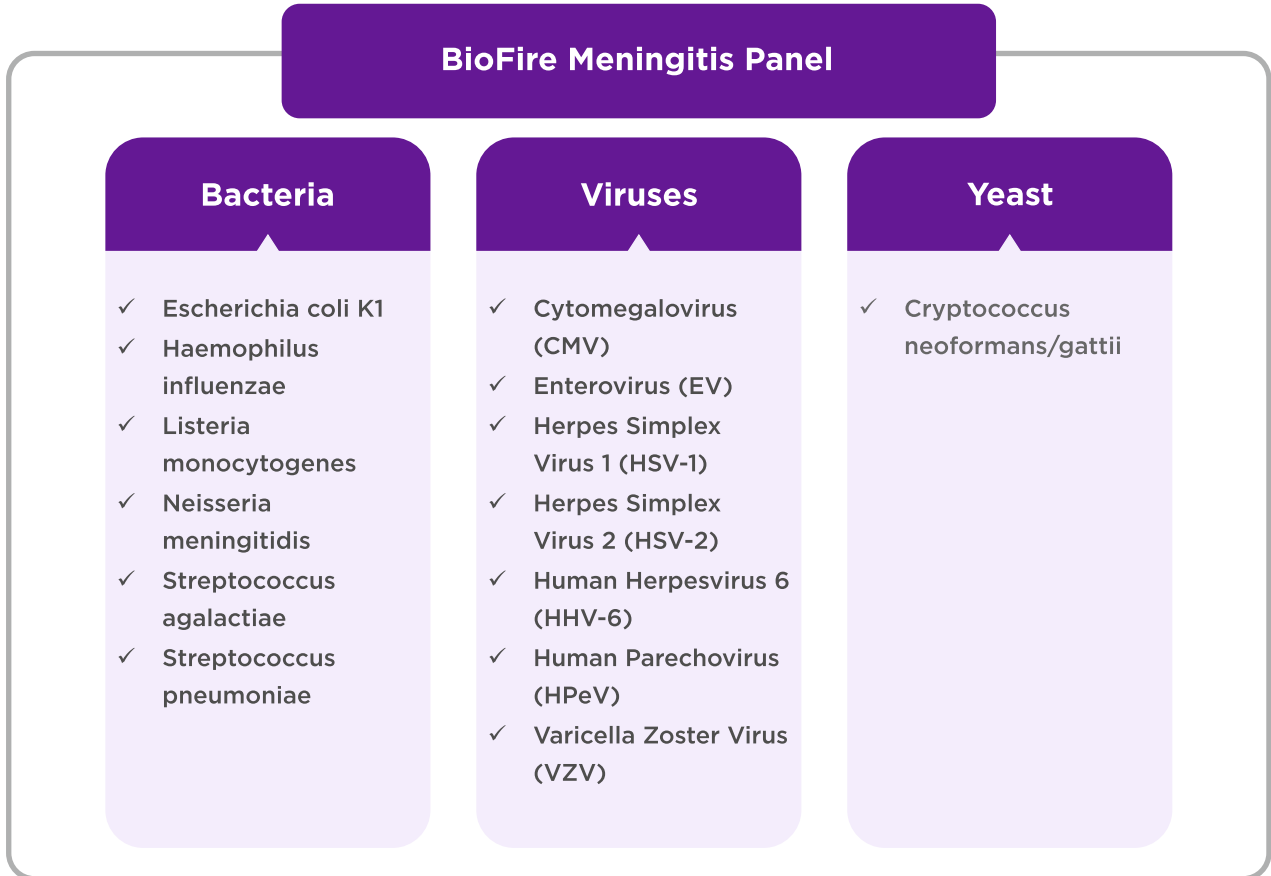 BioFire Meningitis Panel
Bacteria
✓ Escherichia coli K1
✓ Haemophilus
influenzae
✓ Listeria
monocytogenes
✓ Neisseria
meningitidis
✓ Streptococcus
agalactiae
✓ Streptococcus
pneumoniae
Viruses
✓ Cytomegalovirus
(CMV)
✓ Enterovirus (EV)
✓ Herpes Simplex
Virus 1 (HSV-1)
✓ Herpes Simplex
Virus 2 (HSV-2)
✓ Human Herpesvirus 6
(HHV-6)
✓ Human Parechovirus
(HPeV)
✓ Varicella Zoster Virus
(VZV)
Yeast
✓ Cryptococcus
neoformans/gattii